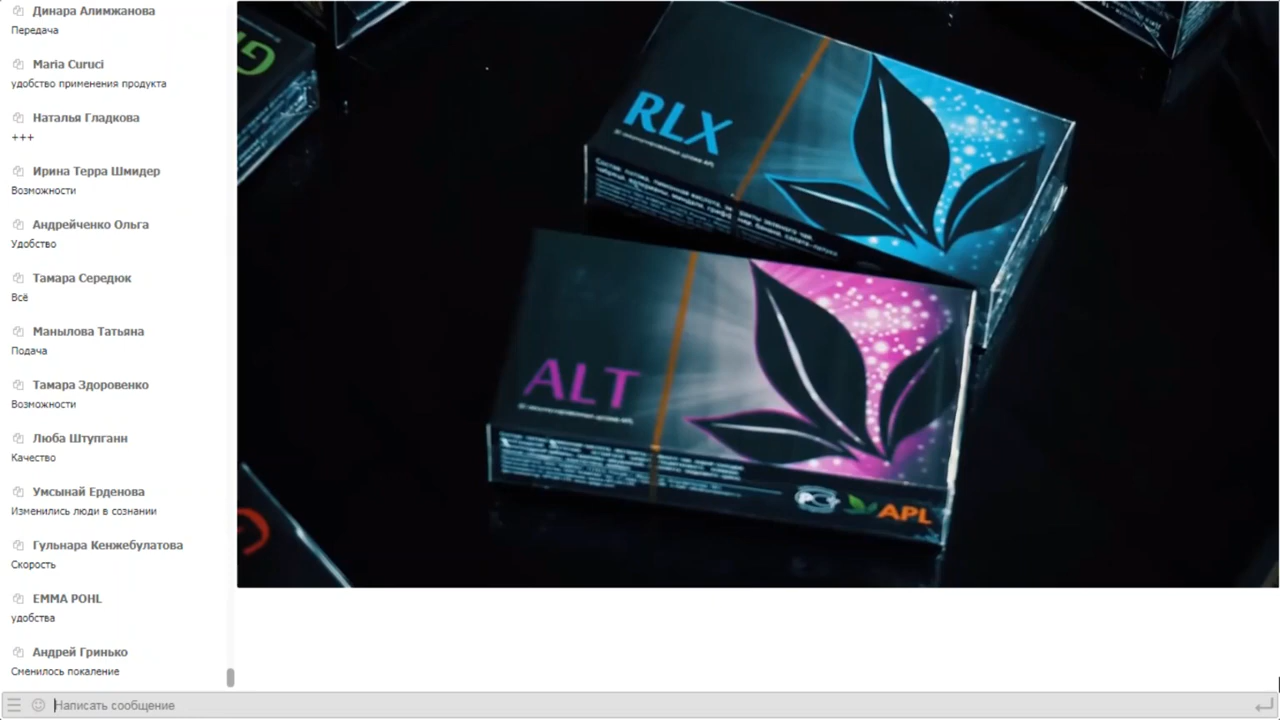 Динара Алимжанова
Передача
Maria Curuci
удобство применения продукта
Наталья Гладкова
+++
Ирина Терра Шмидер
Возможности
Андрейченко Ольга
Удобство
Тамара Середюк
Всё
Манылова Татьяна
Подача
Тамара Здоровенко
Возможности
Люба Штупганн
Качество
Умсынай Ерденова
Изменились люди в сознании
Гульнара Кенжебулатова
Скорость
EMMA POHL
удобства
Андрей Гринько
Сменилось покаление
Написать сообщение
RLX
ALT
РСТ
APL